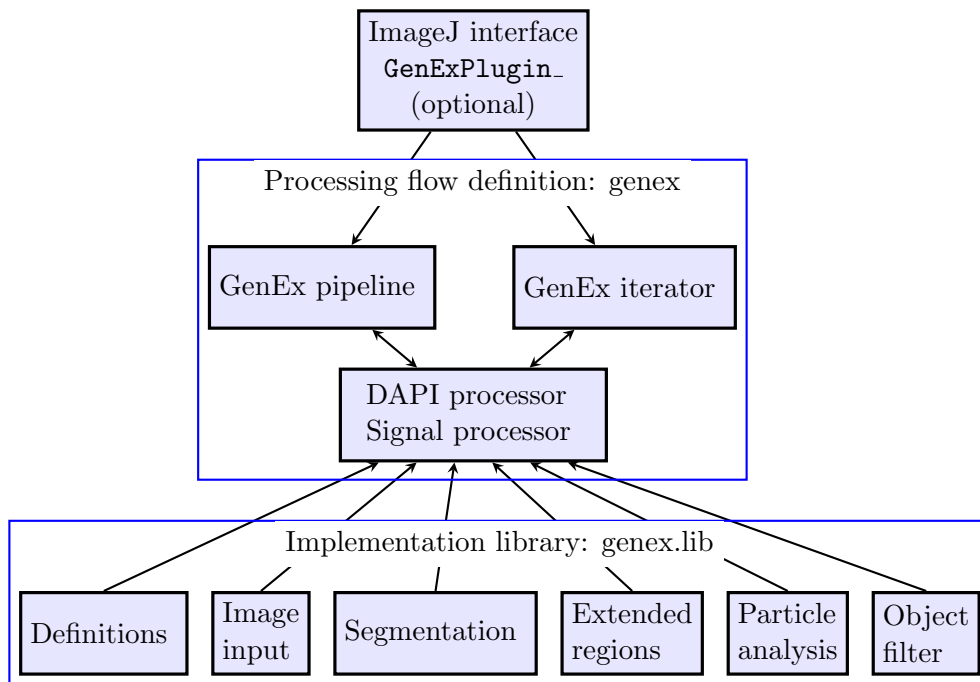 ImageJ interface
GenExPlugin_
(optional)
Processing flow definition: genex
GenEx pipeline
GenEx iterator
DAPI processor
Signal processor
Implementation library: genex.lib
Definitions
Image
input
Segmentation
Extended
regions
Particle
analysis
Object
filter